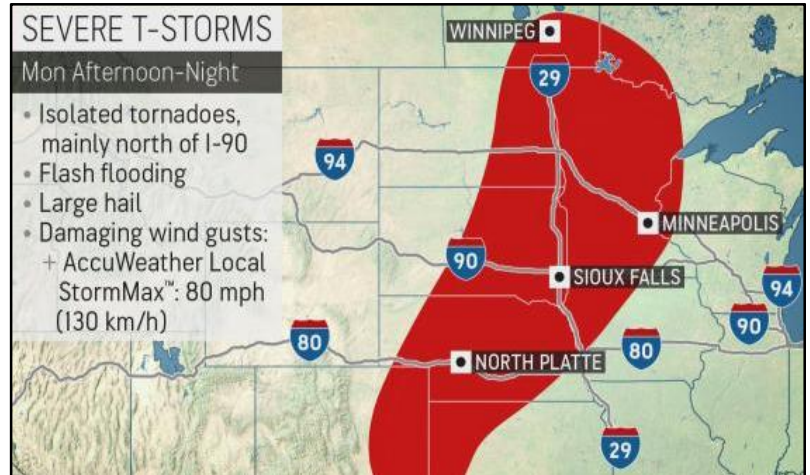 SEVERE T-STORMS
Mon Afternoon-Night
• Isolated tornadoes,
mainly north of I-90
• Flash flooding
• Large hail
• Damaging wind gusts:
+ AccuWeather Local
StormMax™: 80 mph
(130 km/h)
WINNIPEG
29
94
MINNEAPOLIS
90
SIOUX FALLS
94
90
80
NORTH PLATTE
80
29